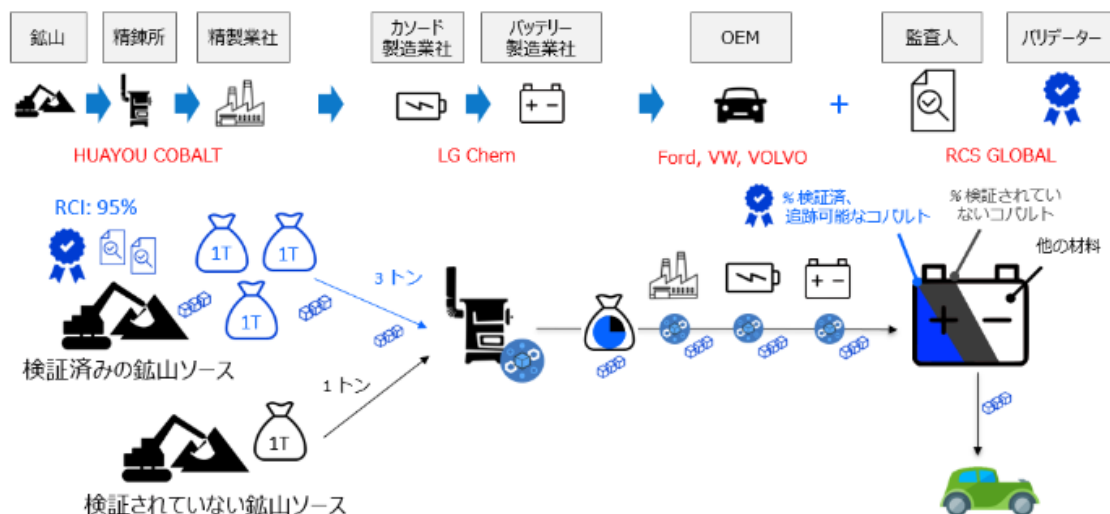 鉱山
精錬所
精製業社
カソード
製造業社
バッテリー
製造業社
OEM
監査人
バリデーター
HUAYOU COBALT
LG Chem
Ford, VW, VOLVO
RCS GLOBAL
RCI: 95%
1T
1T
1T
3 トン
% 検証済、
追跡可能なコバルト
% 検証されてい
ないコバルト
他の材料
検証済みの鉱山ソース
1 トン
1T
検証されていない鉱山ソース